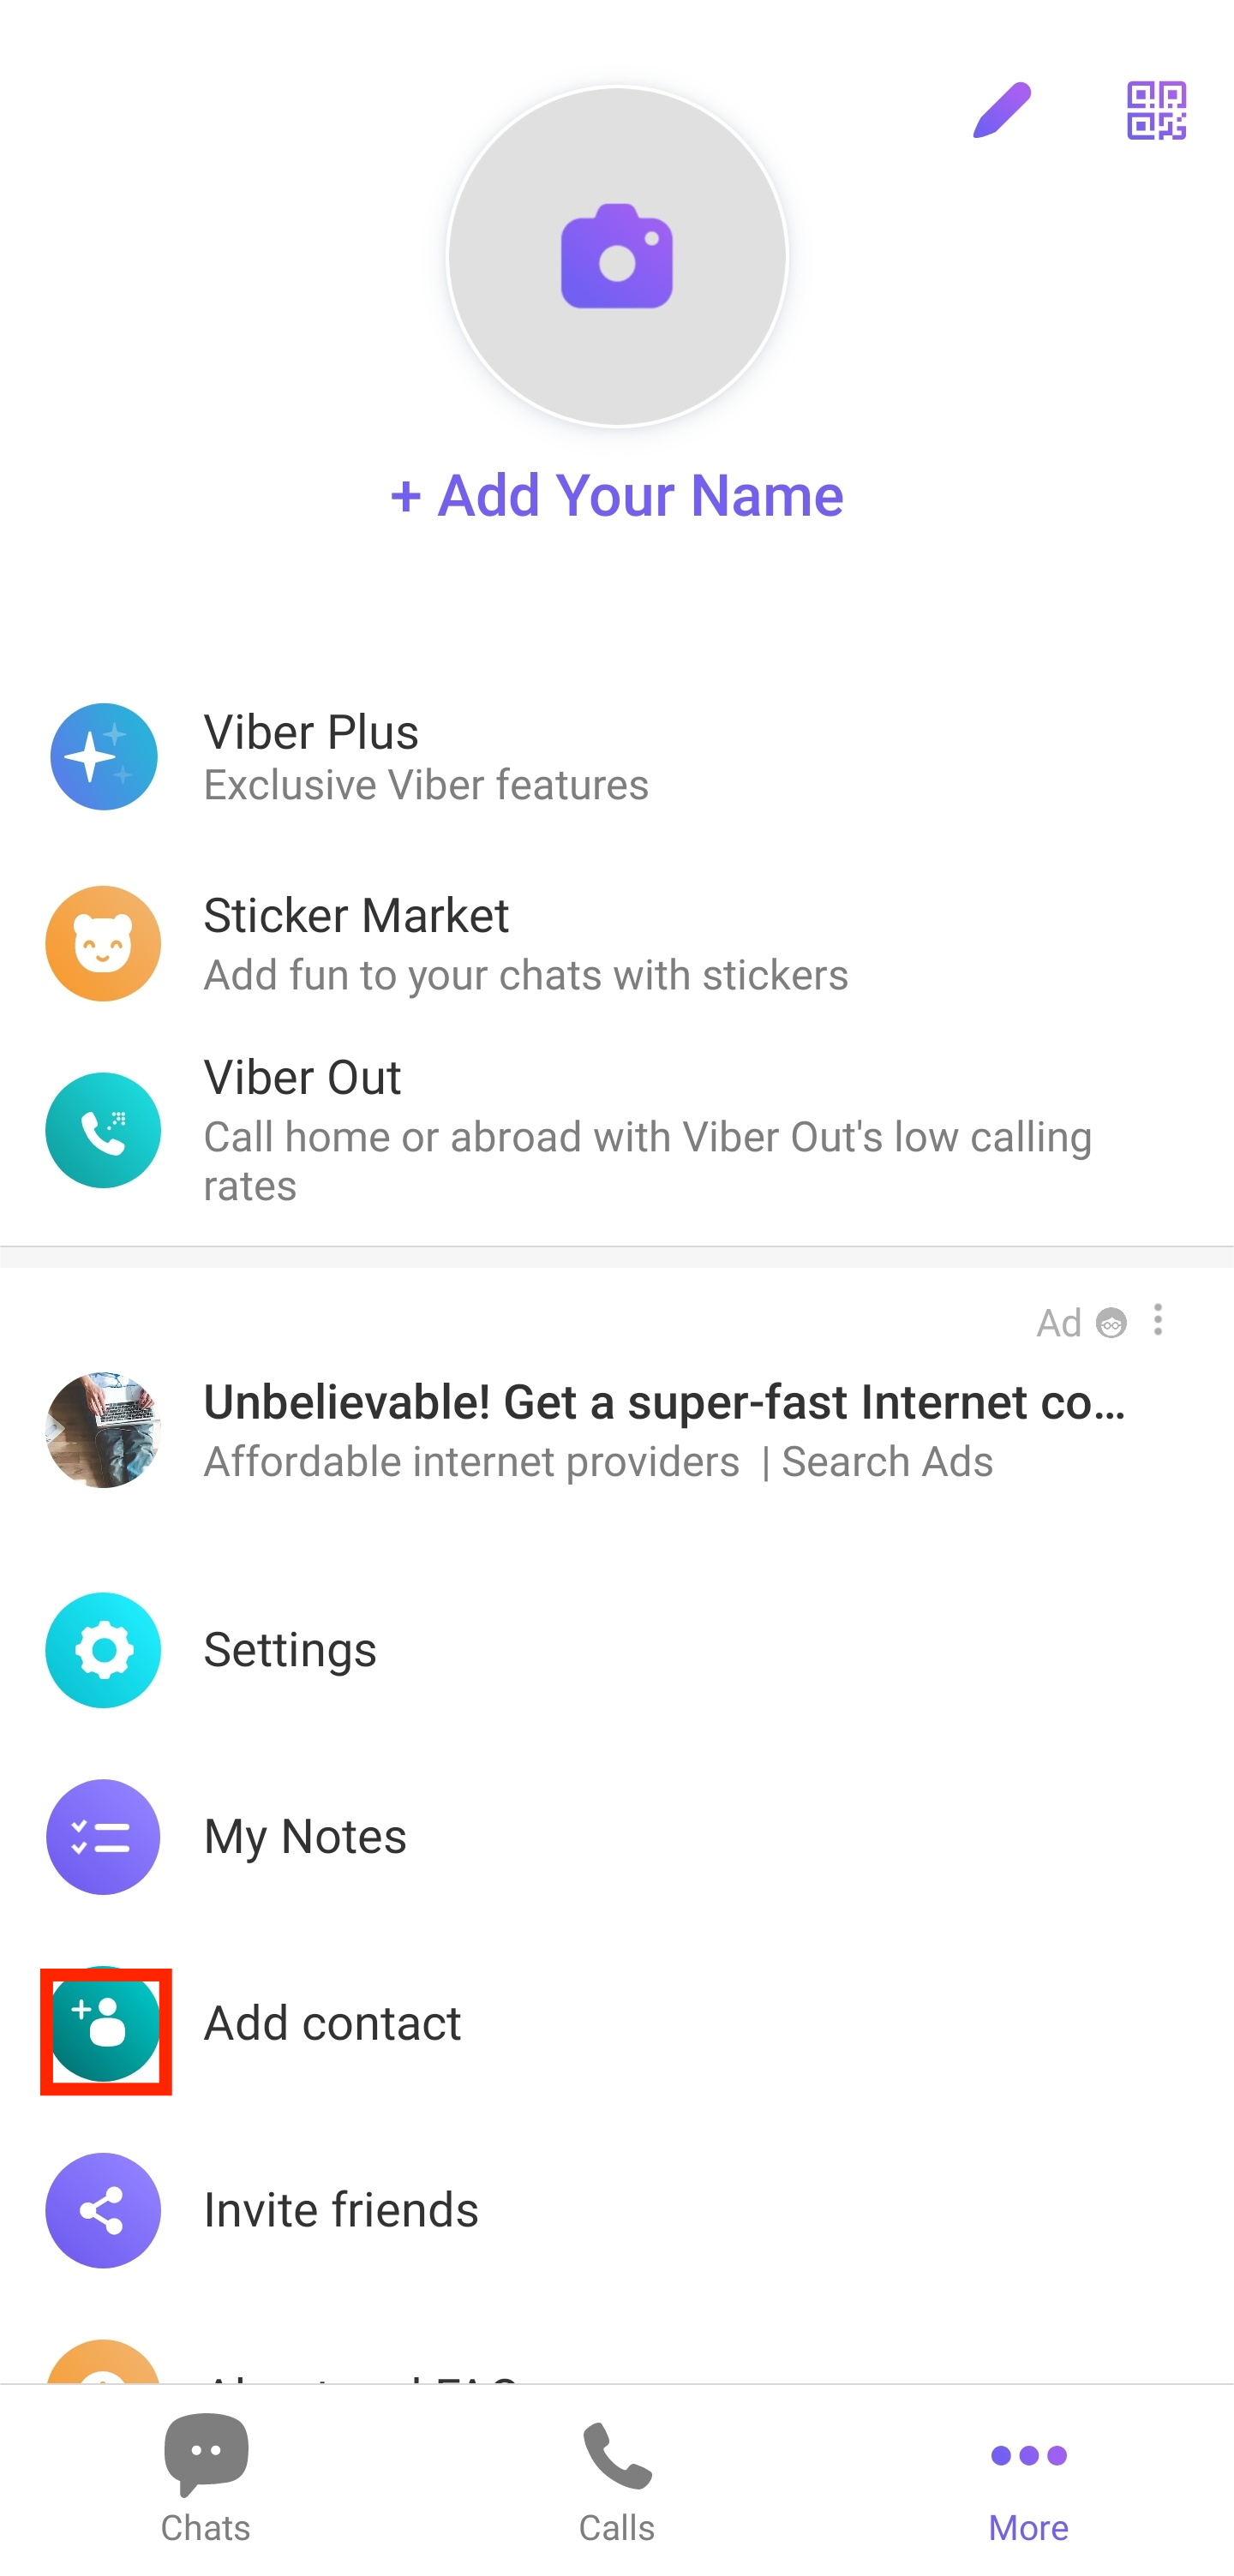 + Add Your Name
Viber Plus
Exclusive Viber features
Sticker Market
Add fun to your chats with stickers
Viber Out
Call home or abroad with Viber Out's low calling
rates
Ad
Unbelievable! Get a super-fast Internet co...
Affordable internet providers | Search Ads
Settings
My Notes
Add contact
Invite friends
Chats
Calls
More